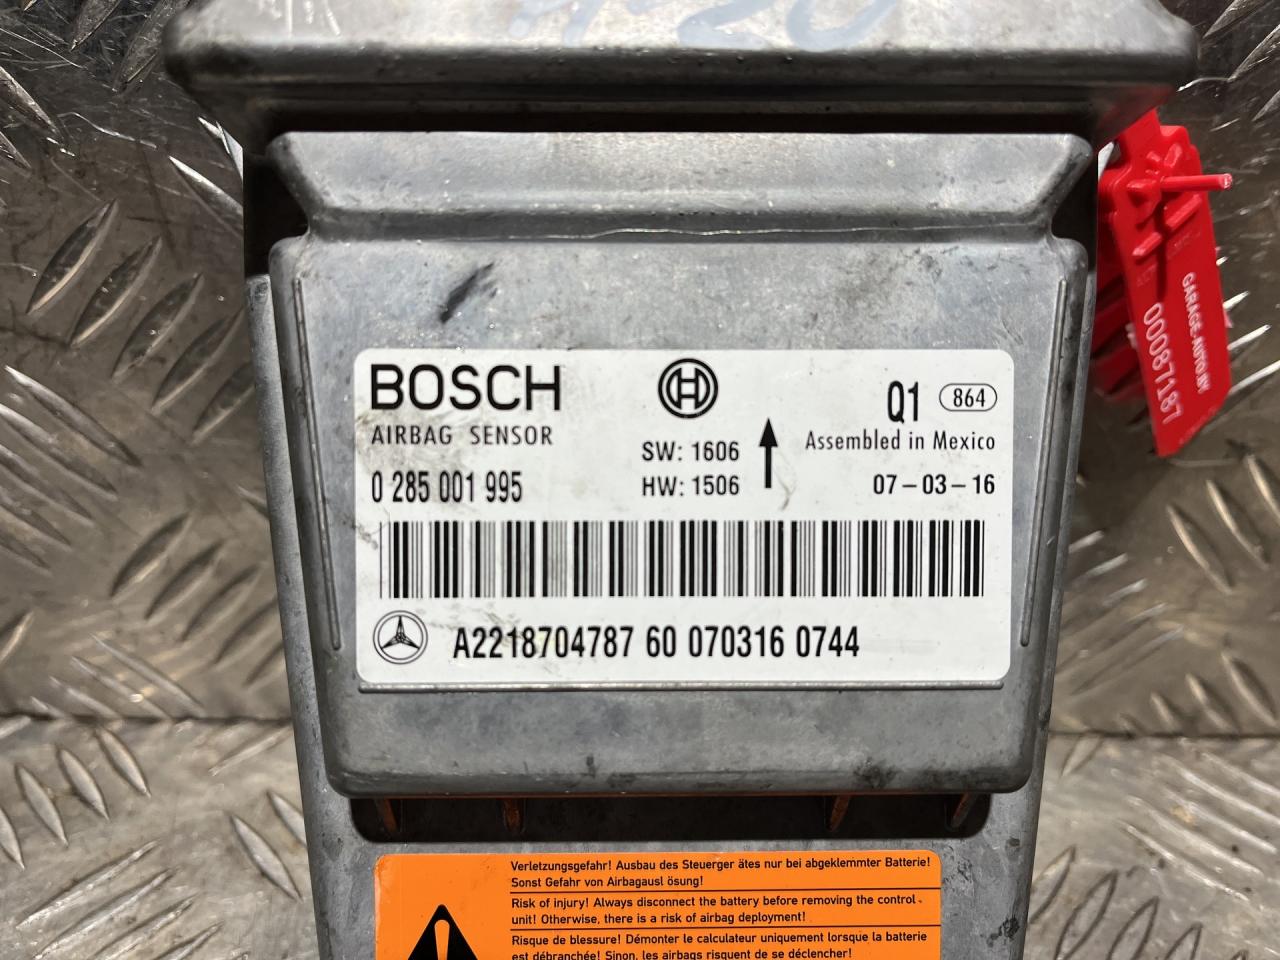 H-20
BOSCH
AIRBAG SENSOR
0 285 001 995
SW: 1606
HW: 1506
Q1 864
Assembled in Mexico
07-03-16
A2218704787 60 070316 0744
GARAGE-AUTO.BY
00087187
Verletzungsgefahr! Ausbau des Steuerger ätes nur bei abgeklemmter Batterie!
Sonst Gefahr von Airbagausl ösung!
Risk of injury! Always disconnect the battery before removing the control
unit! Otherwise, there is a risk of airbag deployment!
Risque de blessure! Démonter le calculateur uniquement lorsque la batterie
est débranchée! Sinon, les airbags risquent de se déclencher!